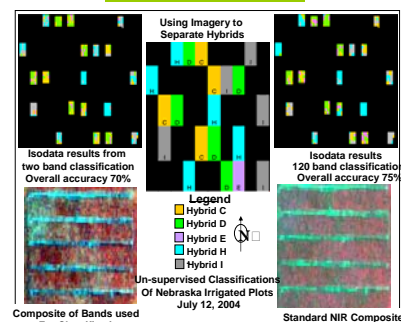 Using Imagery to
Separate Hybrids
H D C I
H C I D
C D H I
I C D H
H D E I
Isodata results from
two band classification
Overall accuracy 70%
Isodata results
120 band classificatio
Overall accuracy 75%
Legend
Hybrid C
Hybrid D
Hybrid E
Hybrid H
Hybrid I
N
Un-supervised Classifications
Of Nebraska Irrigated Plots
July 12, 2004
Composite of Bands used
Standard NIR Composite